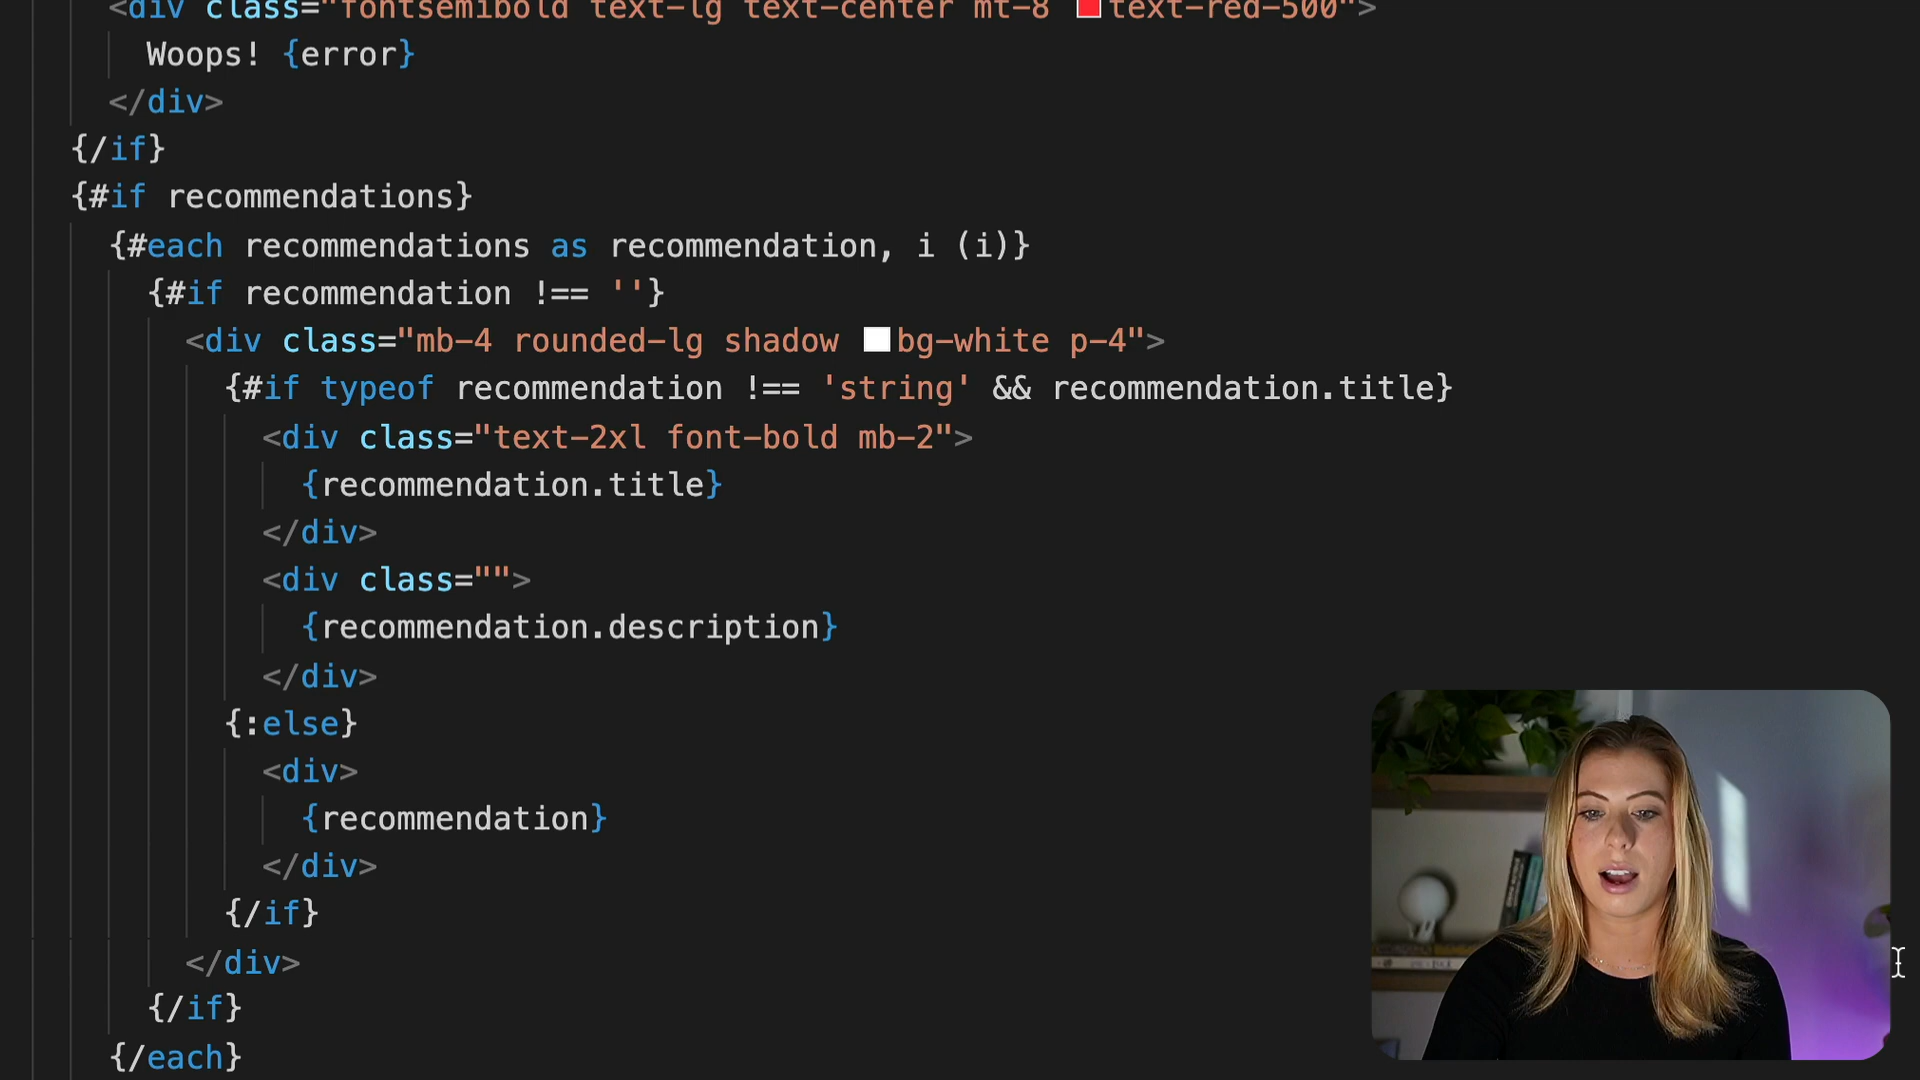 <div class="fontsemibold text-lg text-center mt-8 text-red-500">
Woops! {error}
</div>
{/if}
{#if recommendations}
{#each recommendations as recommendation, i (i)}
{#if recommendation !== ''}
<div class="mb-4 rounded-lg shadow bg-white p-4">
{#if typeof recommendation !== 'string' && recommendation.title}
<div class="text-2xl font-bold mb-2">
{recommendation.title}
</div>
<div class="">
{recommendation.description}
</div>
{:else}
<div>
{recommendation}
</div>
{/if}
</div>
{/if}
{/each}